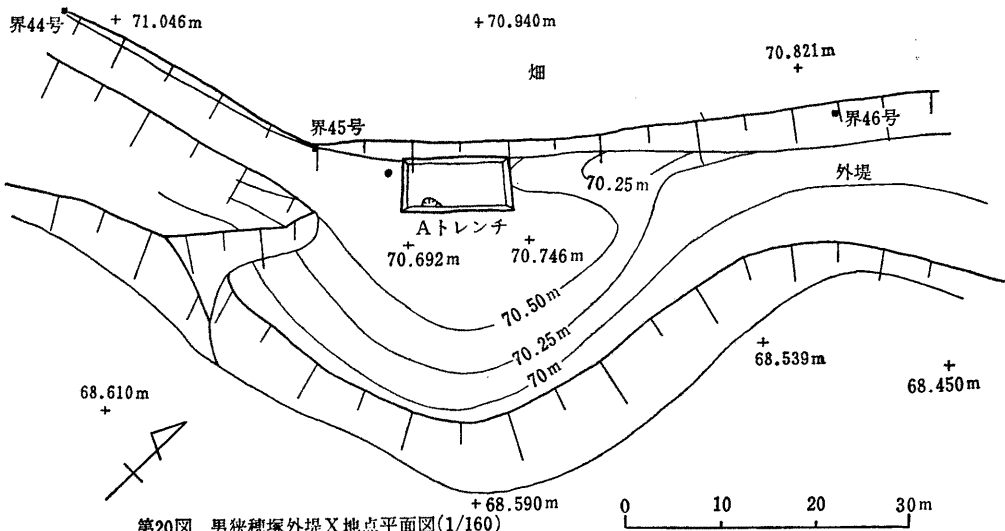 界44号
71.046m
70.940m
70.821m
畑
界45号
界46号
70.25m
外堤
Aトレンチ
70.692m
70.746m
70.50m
70.25m
70m
68.539m
68.450m
68.610m
68.590m
第20図 男狭穂塚外堤X地点平面図(1/160)
0 10 20 30m